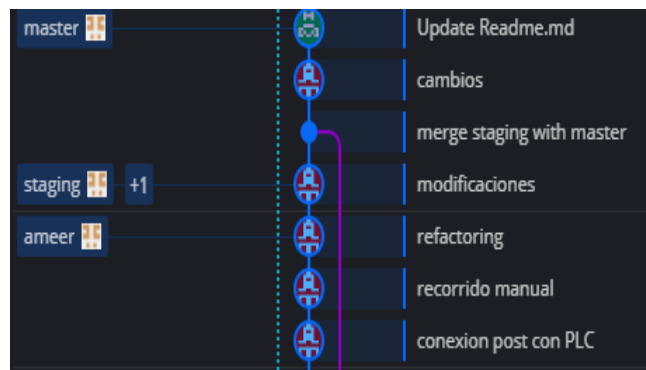 master Update Readme.md
cambios
merge staging with master
staging +1 modificaciones
ameer refactoring
recorrido manual
conexion post con PLC